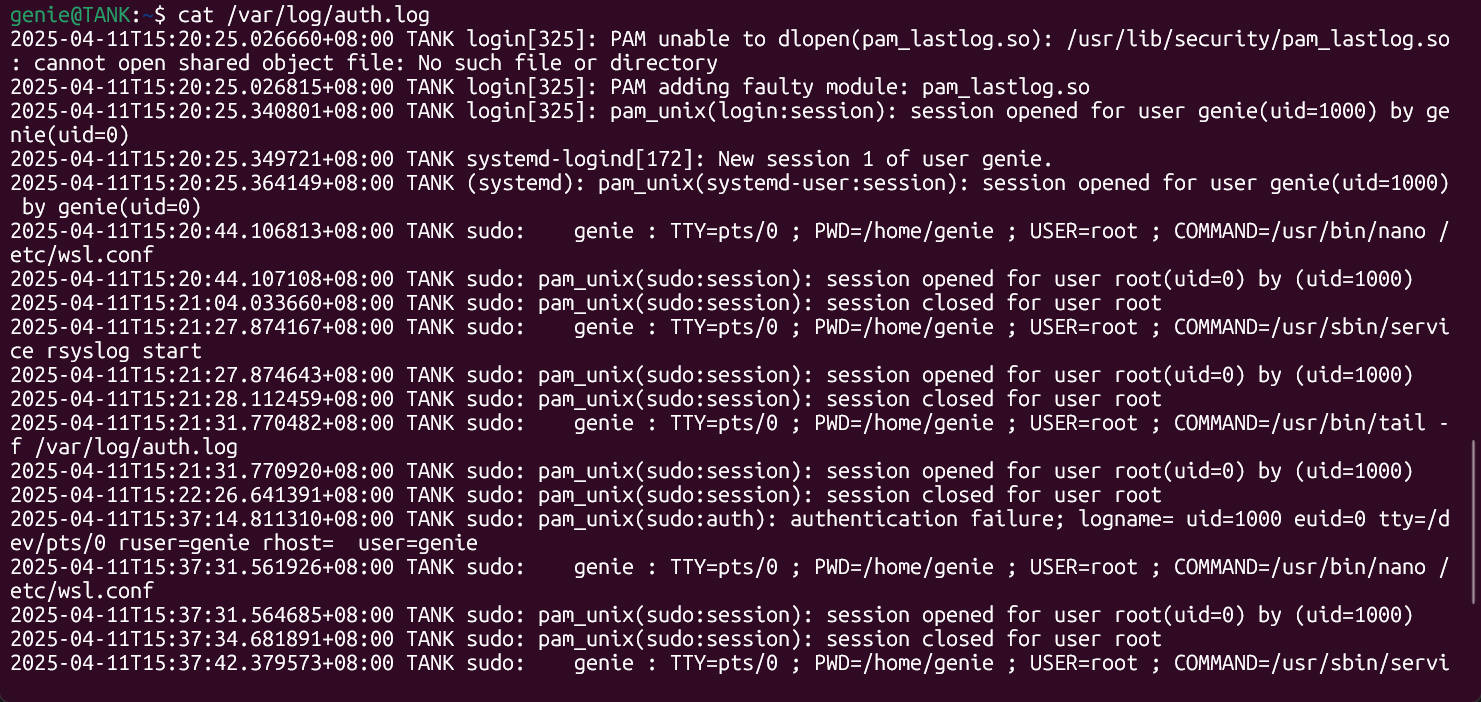 genie@TANK:~$ cat /var/log/auth.log
2025-04-11T15:20:25.026660+08:00 TANK login[325]: PAM unable to dlopen(pam_lastlog.so): /usr/lib/security/pam_lastlog.so
: cannot open shared object file: No such file or directory
2025-04-11T15:20:25.026815+08:00 TANK login[325]: PAM adding faulty module: pam_lastlog.so
2025-04-11T15:20:25.340801+08:00 TANK login[325]: pam_unix(login:session): session opened for user genie(uid=1000) by ge
nie(uid=0)
2025-04-11T15:20:25.349721+08:00 TANK systemd-logind[172]: New session 1 of user genie.
2025-04-11T15:20:25.364149+08:00 TANK (systemd): pam_unix(systemd-user:session): session opened for user genie(uid=1000)
 by genie(uid=0)
2025-04-11T15:20:44.106813+08:00 TANK sudo:    genie : TTY=pts/0 ; PWD=/home/genie ; USER=root ; COMMAND=/usr/bin/nano /
etc/wsl.conf
2025-04-11T15:20:44.107108+08:00 TANK sudo: pam_unix(sudo:session): session opened for user root(uid=0) by (uid=1000)
2025-04-11T15:21:04.033660+08:00 TANK sudo: pam_unix(sudo:session): session closed for user root
2025-04-11T15:21:27.874167+08:00 TANK sudo:    genie : TTY=pts/0 ; PWD=/home/genie ; USER=root ; COMMAND=/usr/sbin/servi
ce rsyslog start
2025-04-11T15:21:27.874643+08:00 TANK sudo: pam_unix(sudo:session): session opened for user root(uid=0) by (uid=1000)
2025-04-11T15:21:28.112459+08:00 TANK sudo: pam_unix(sudo:session): session closed for user root
2025-04-11T15:21:31.770482+08:00 TANK sudo:    genie : TTY=pts/0 ; PWD=/home/genie ; USER=root ; COMMAND=/usr/bin/tail -
f /var/log/auth.log
2025-04-11T15:21:31.770920+08:00 TANK sudo: pam_unix(sudo:session): session opened for user root(uid=0) by (uid=1000)
2025-04-11T15:22:26.641391+08:00 TANK sudo: pam_unix(sudo:session): session closed for user root
2025-04-11T15:37:14.811310+08:00 TANK sudo: pam_unix(sudo:auth): authentication failure; logname= uid=1000 euid=0 tty=/d
ev/pts/0 ruser=genie rhost=  user=genie
2025-04-11T15:37:31.561926+08:00 TANK sudo:    genie : TTY=pts/0 ; PWD=/home/genie ; USER=root ; COMMAND=/usr/bin/nano /
etc/wsl.conf
2025-04-11T15:37:31.564685+08:00 TANK sudo: pam_unix(sudo:session): session opened for user root(uid=0) by (uid=1000)
2025-04-11T15:37:34.681891+08:00 TANK sudo: pam_unix(sudo:session): session closed for user root
2025-04-11T15:37:42.379573+08:00 TANK sudo:    genie : TTY=pts/0 ; PWD=/home/genie ; USER=root ; COMMAND=/usr/sbin/servi